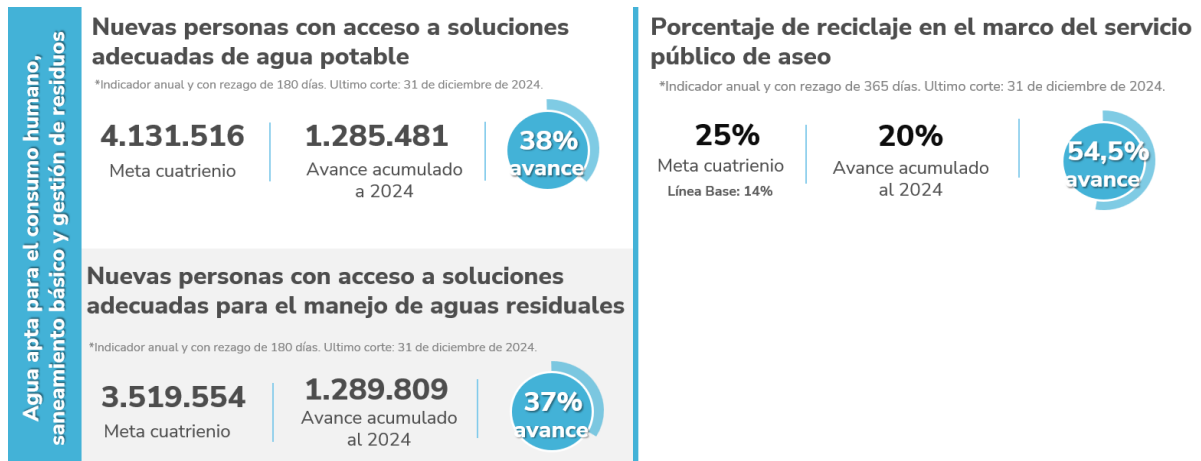 Agua apta para el consumo humano,
saneamiento básico y gestión de residuos
Nuevas personas con acceso a soluciones
adecuadas de agua potable
*Indicador anual y con rezago de 180 días. Ultimo corte: 31 de diciembre de 2024.
4.131.516
Meta cuatrienio
1.285.481
Avance acumulado
a 2024
38%
avance
Nuevas personas con acceso a soluciones
adecuadas para el manejo de aguas residuales
*Indicador anual y con rezago de 180 días. Ultimo corte: 31 de diciembre de 2024.
3.519.554
Meta cuatrienio
1.289.809
Avance acumulado
al 2024
37%
avance
Porcentaje de reciclaje en el marco del servicio
público de aseo
*Indicador anual y con rezago de 365 días. Ultimo corte: 31 de diciembre de 2024.
25%
Meta cuatrienio
Línea Base: 14%
20%
Avance acumulado
al 2024
54,5%
avance